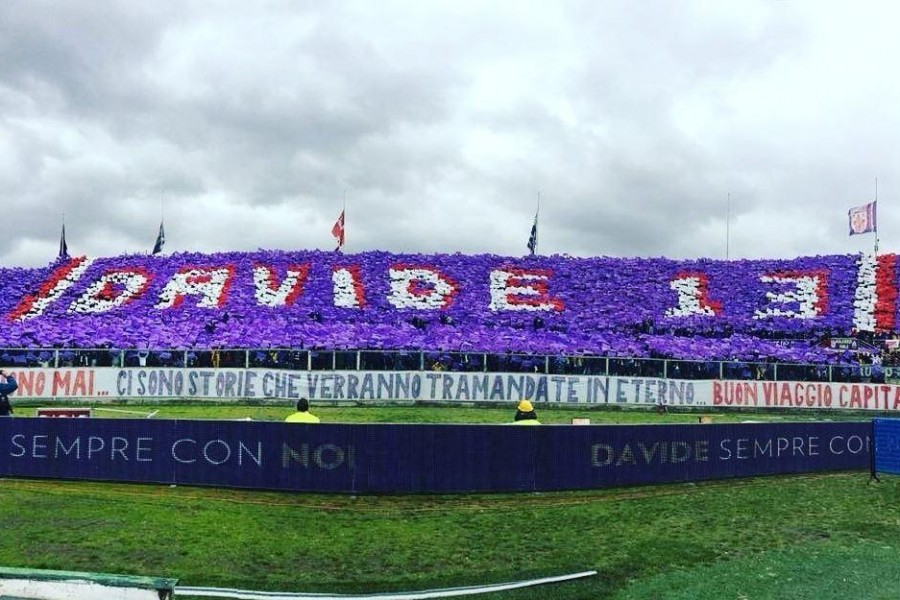 DAVIDE 13
ONO MAI... CI SONO STORIE CHE VERRANNO TRAMANDATE IN ETERNO... BUON VIAGGIO CAPITA
SEMPRE CON NOI DAVIDE SEMPRE CON